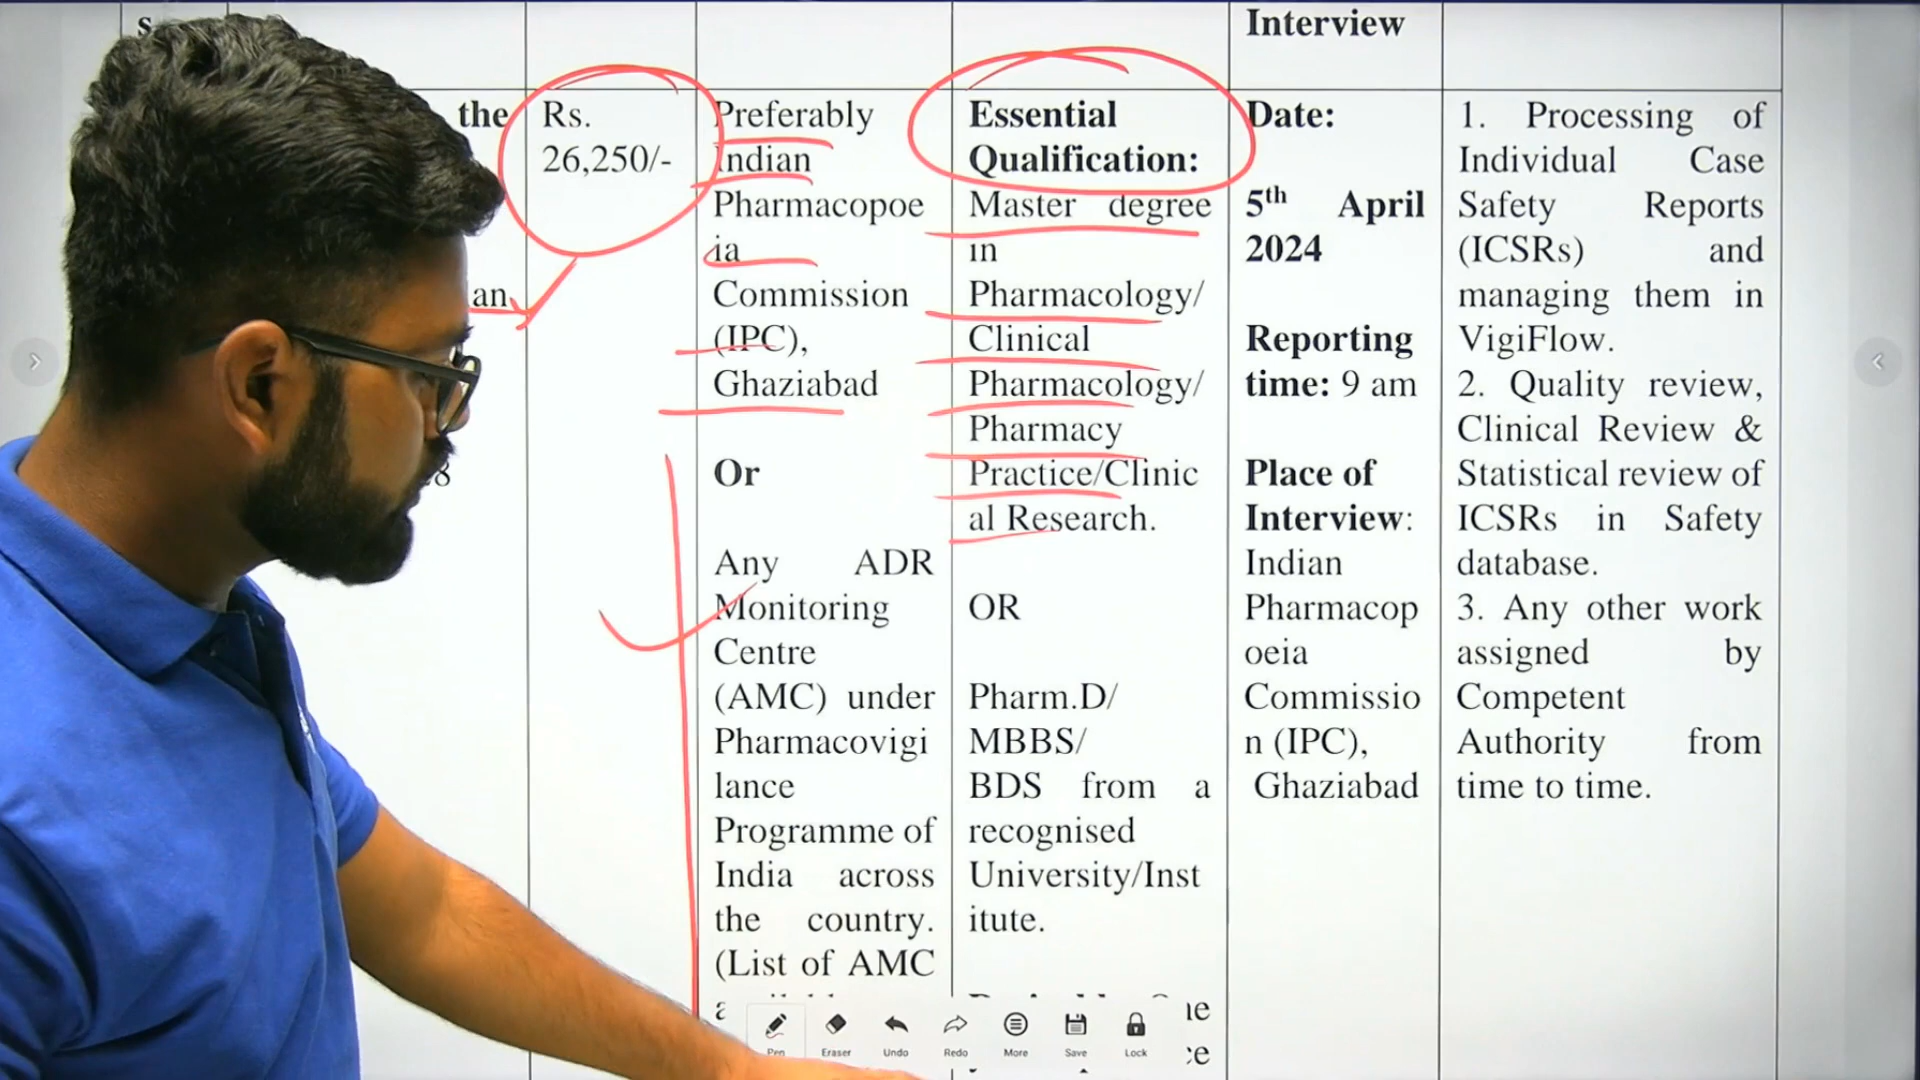 s
Interview
the
an
8
Rs.
26,250/-
Preferably
Indian
Pharmacopoe
ia
Commission
(IPC),
Ghaziabad
Or
Any ADR
Monitoring
Centre
(AMC) under
Pharmacovigi
lance
Programme of
India across
the country.
(List of AMC
Essential
Qualification:
Master degree
in
Pharmacology/
Clinical
Pharmacology/
Pharmacy
Practice/Clinic
al Research.
OR
Pharm.D/
MBBS/
BDS from a
recognised
University/Inst
itute.
Date:
5th April
2024
Reporting
time: 9 am
Place of
Interview:
Indian
Pharmacop
oeia
Commissio
n (IPC),
Ghaziabad
1. Processing of
Individual Case
Safety Reports
(ICSRs) and
managing them in
VigiFlow.
2. Quality review,
Clinical Review &
Statistical review of
ICSRs in Safety
database.
3. Any other work
assigned by
Competent
Authority from
time to time.
Pen
Eraser
Undo
Redo
More
Save
Lock